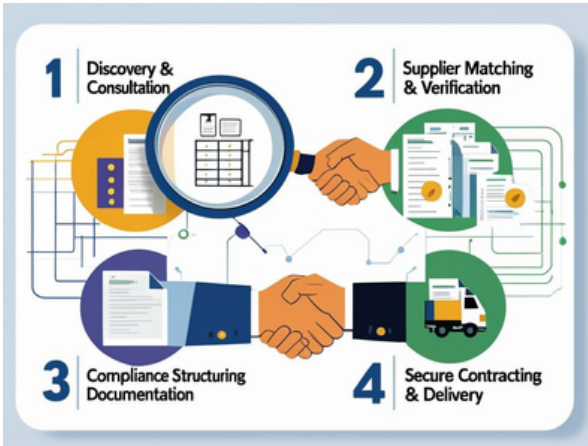 1
Discovery &
Consultation
2
Supplier Matching
& Verification
3
Compliance Structuring
Documentation
4
Secure Contracting
& Delivery